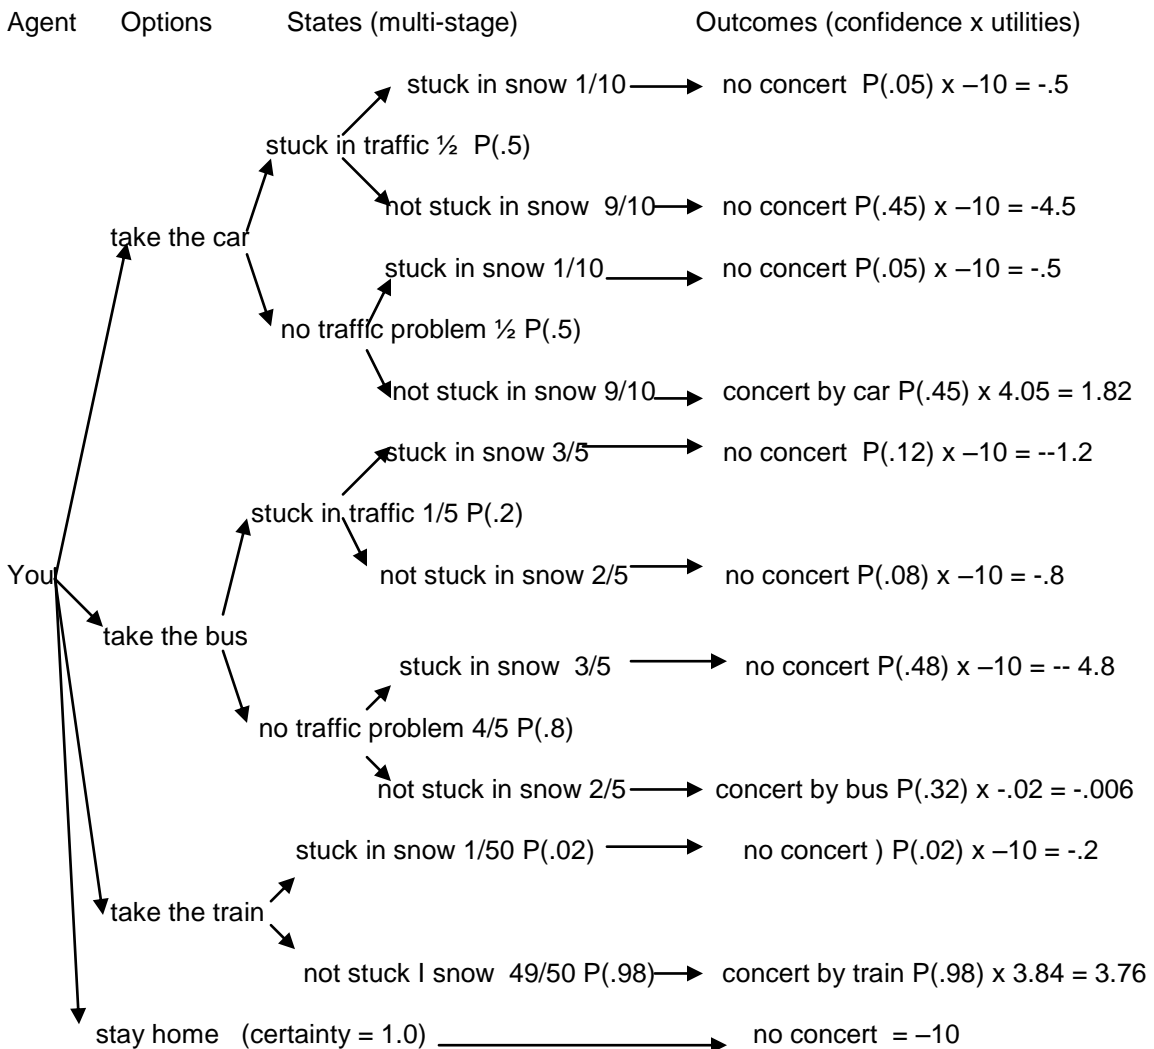 Agent Options States (multi-stage) Outcomes (confidence x utilities)
stuck in snow 1/10 no concert P(.05) x –10 = -.5
stuck in traffic ½ P(.5)
not stuck in snow 9/10 no concert P(.45) x –10 = -4.5
take the car
stuck in snow 1/10 no concert P(.05) x –10 = -.5
no traffic problem ½ P(.5)
not stuck in snow 9/10 concert by car P(.45) x 4.05 = 1.82
stuck in snow 3/5 no concert P(.12) x –10 = --1.2
stuck in traffic 1/5 P(.2)
You not stuck in snow 2/5 no concert P(.08) x –10 = -.8
take the bus
stuck in snow 3/5 no concert P(.48) x –10 = -- 4.8
no traffic problem 4/5 P(.8)
not stuck in snow 2/5 concert by bus P(.32) x -.02 = -.006
stuck in snow 1/50 P(.02) no concert ) P(.02) x –10 = -.2
take the train
not stuck I snow 49/50 P(.98) concert by train P(.98) x 3.84 = 3.76
stay home (certainty = 1.0) no concert = –10